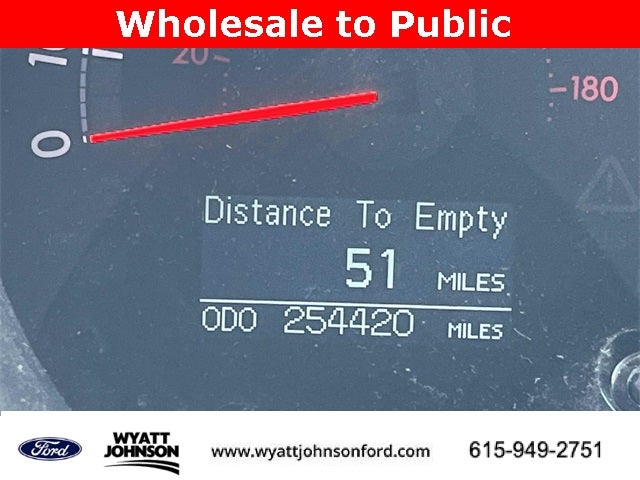 Wholesale to Public
10
20
180
0
Distance To Empty
51 MILES
ODO 254420 MILES
Ford
WYATT
JOHNSON
www.wyattjohnsonford.com
615-949-2751